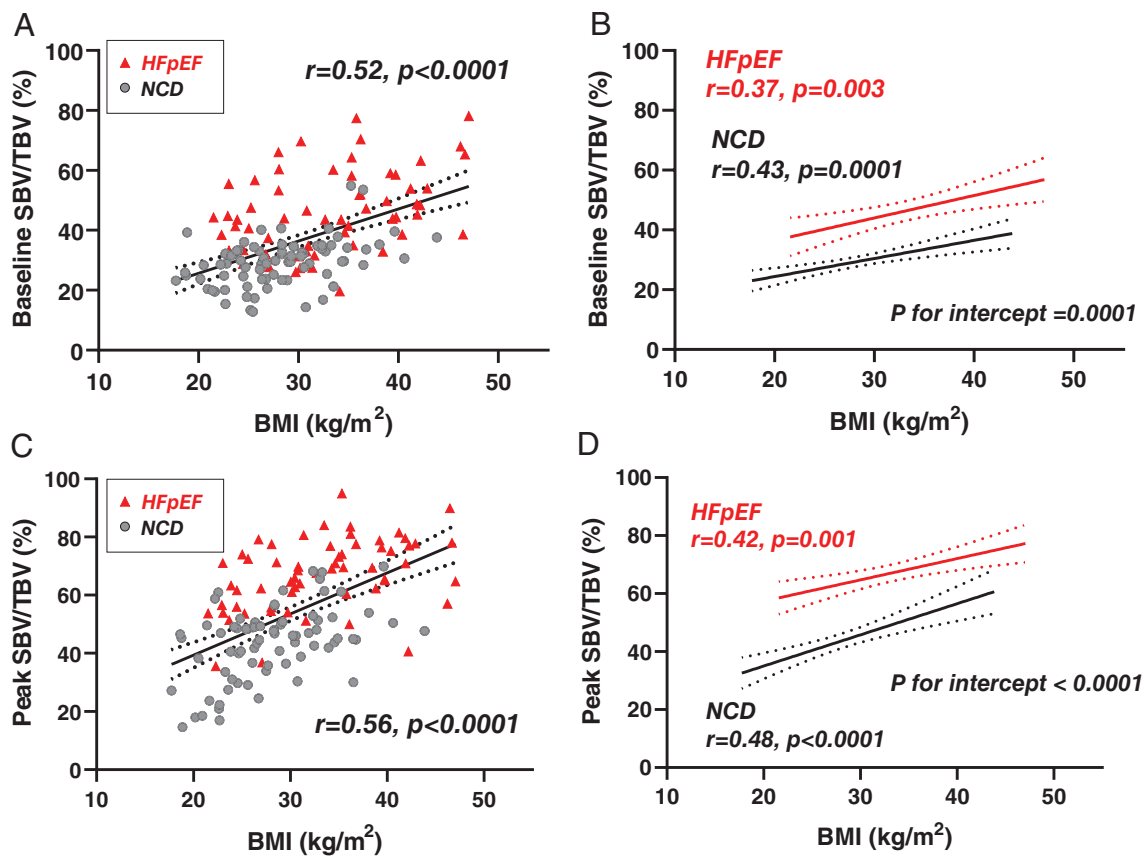 A
Baseline SBV/TBV (%)
100
80
60
40
20
0
HFpEF
NCD
r=0.52, p<0.0001
10 20 30 40 50
BMI (kg/m²)
B
Baseline SBV/TBV (%)
100
80
60
40
20
0
HFpEF
r=0.37, p=0.003
NCD
r=0.43, p=0.0001
P for intercept =0.0001
10 20 30 40 50
BMI (kg/m²)
C
Peak SBV/TBV (%)
100
80
60
40
20
0
HFpEF
NCD
r=0.56, p<0.0001
10 20 30 40 50
BMI (kg/m²)
D
Peak SBV/TBV (%)
100
80
60
40
20
0
HFpEF
r=0.42, p=0.001
P for intercept < 0.0001
NCD
r=0.48, p<0.0001
10 20 30 40 50
BMI (kg/m²)